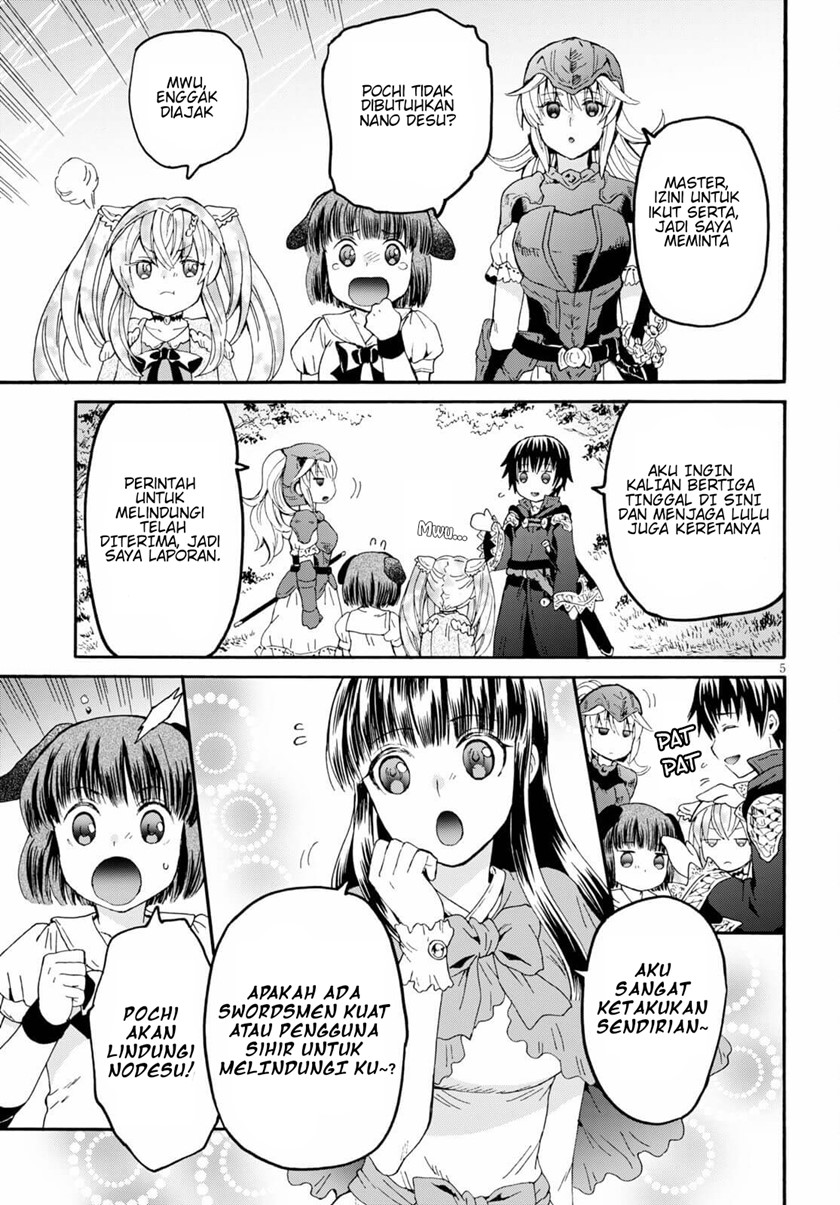 MASTER,
IZINI UNTUK
IKUT SERTA,
JADI SAYA
MEMINTA
POCHI TIDAK
DIBUTUHKAN
NANO DESU?
MWU,
ENGGAK
DIAJAK
AKU INGIN
KALIAN BERTIGA
TINGGAL DI SINI
DAN MENJAGA LULU
JUGA KERETANYA
MWU...
PERINTAH
UNTUK
MELINDUNGI
TELAH
DITERIMA, JADI
SAYA LAPORAN.
5
PAT
PAT
AKU
SANGAT
KETAKUKAN
SENDIRIAN~
APAKAH ADA
SWORDSMEN KUAT
ATAU PENGGUNA
SIHIR UNTUK
MELINDUNGI KU~?
POCHI
AKAN
LINDUNGI
NODESU!